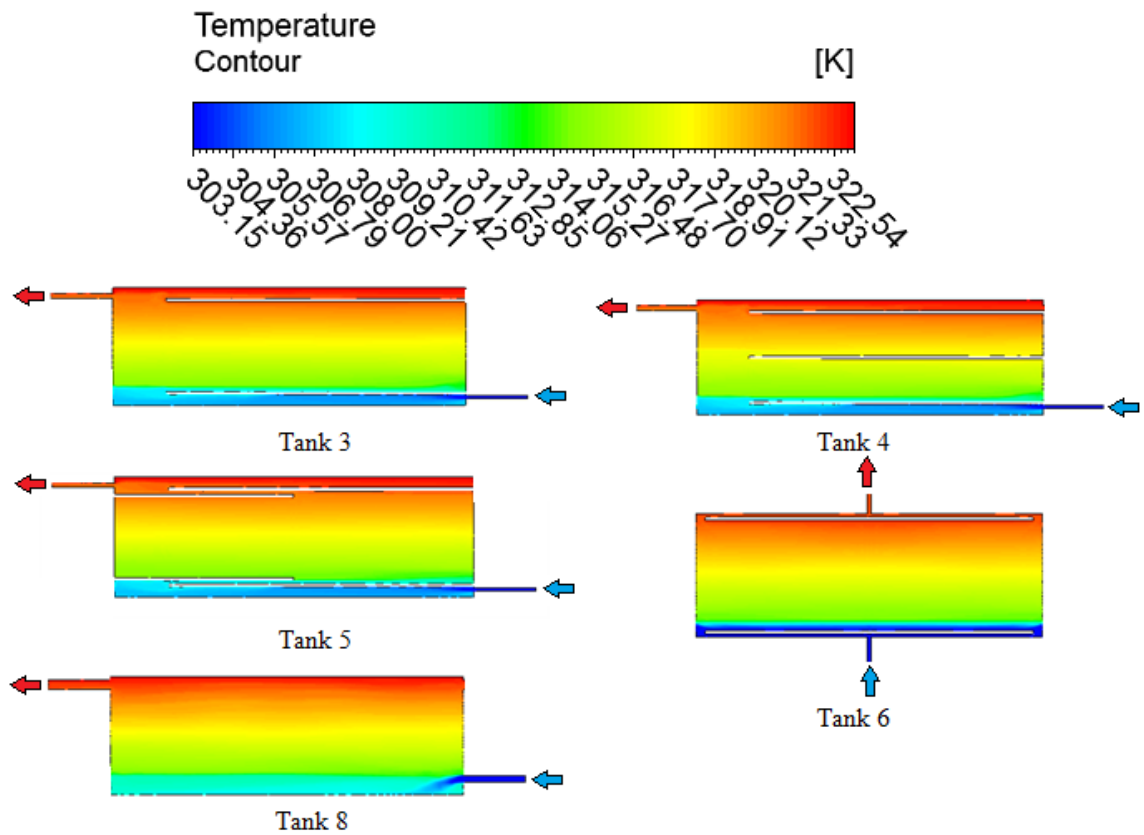 Temperature
Contour [K]
303.15 304.36 305.57 306.79 308.00 309.21 310.42 311.63 312.85 314.06 315.27 316.48 317.70 318.91 320.12 321.33 322.54
Tank 3 Tank 4
Tank 5
Tank 6
Tank 8